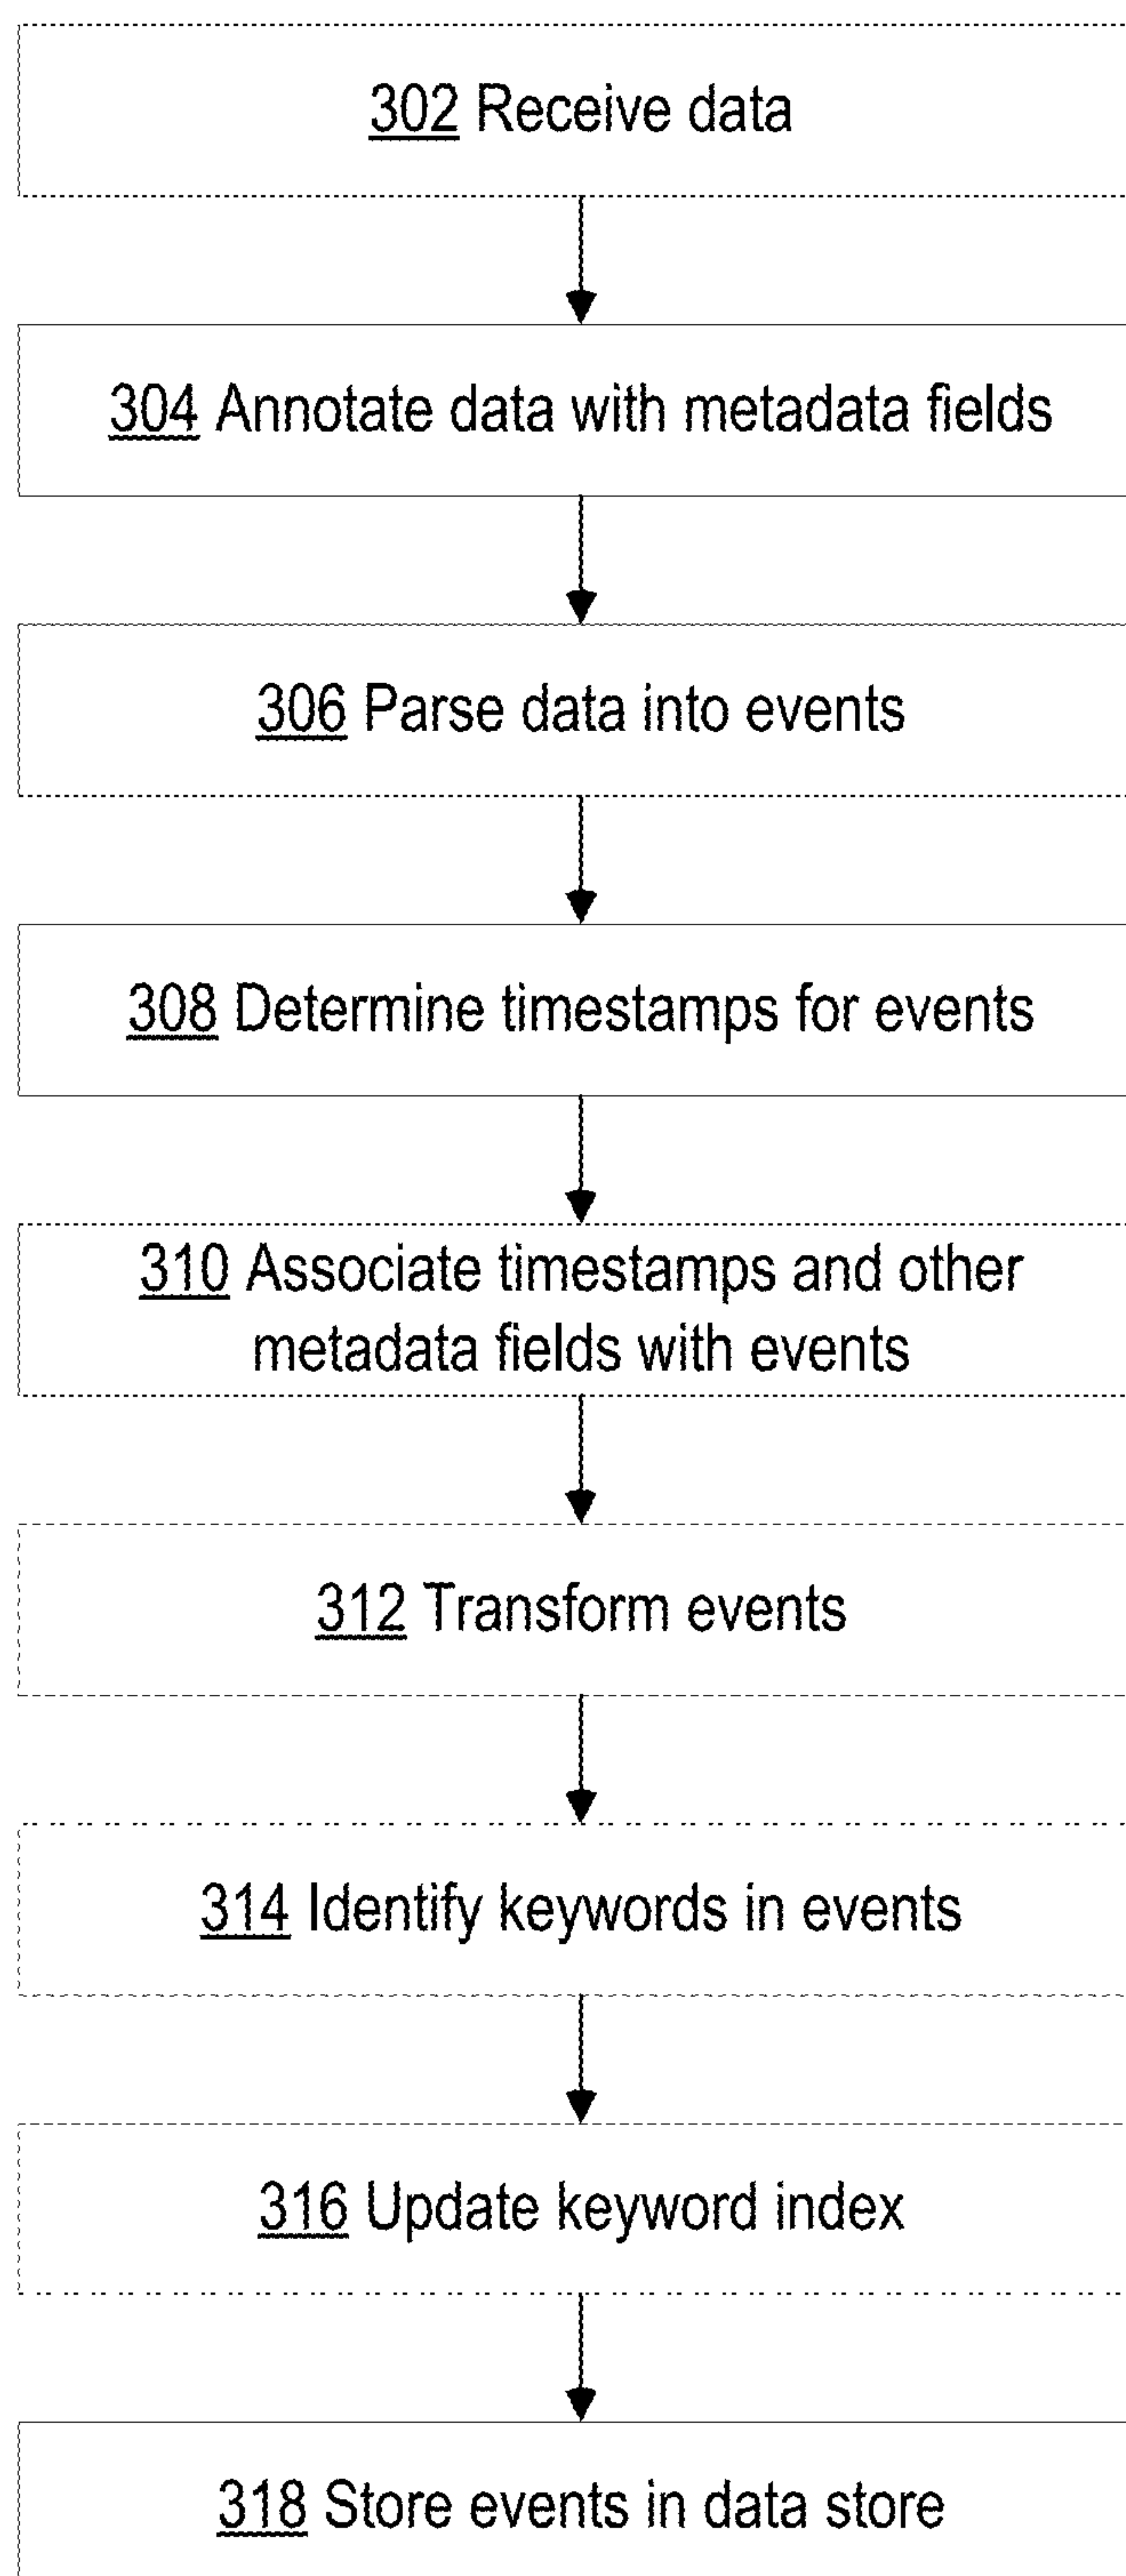 302 Receive data
304 Annotate data with metadata fields
306 Parse data into events
308 Determine timestamps for events
310 Associate timestamps and other
metadata fields with events
312 Transform events
314 Identify keywords in events
316 Update keyword index
318 Store events in data store